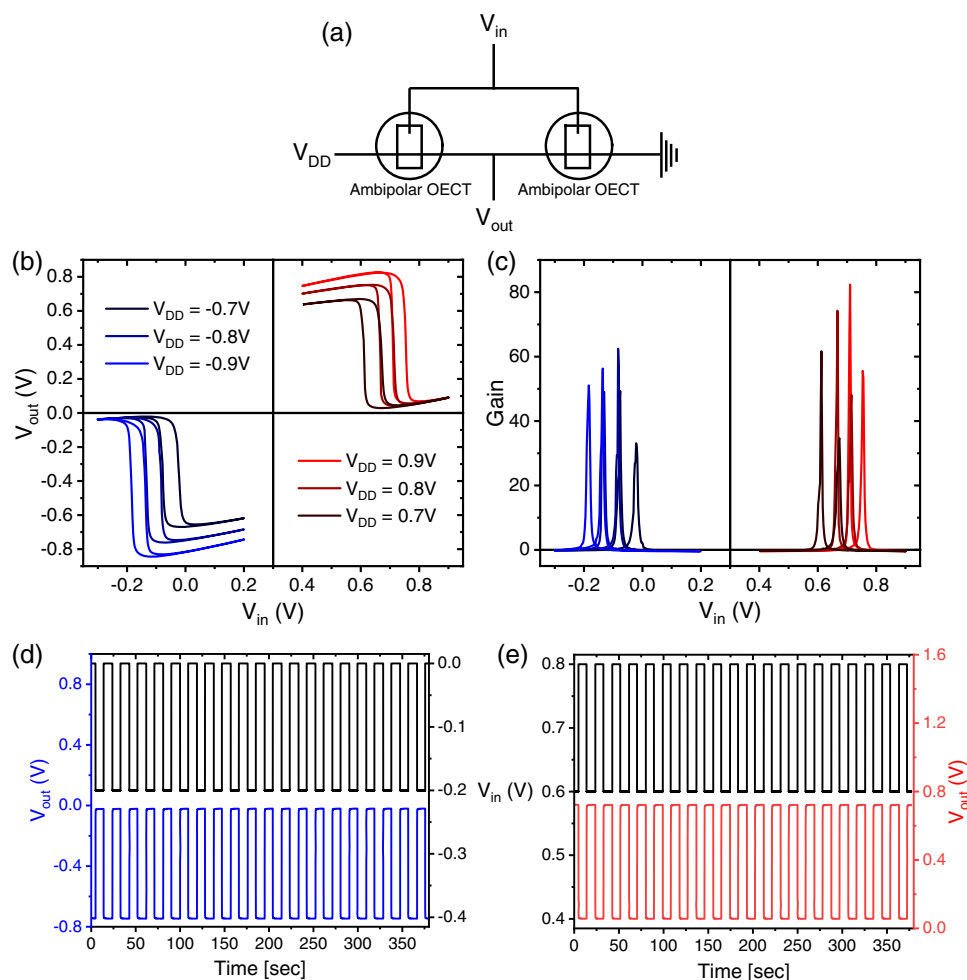 (a)
V_in
V_DD
Ambipolar OECT Ambipolar OECT
V_out
(b)
V_out (V)
0.8
0.6
0.4
0.2
0.0
-0.2
-0.4
-0.6
-0.8
V_DD = -0.7V
V_DD = -0.8V
V_DD = -0.9V
V_DD = 0.9V
V_DD = 0.8V
V_DD = 0.7V
-0.2 0.0 0.2 0.4 0.6 0.8
V_in (V)
(c)
Gain
80
60
40
20
0
-0.2 0.0 0.2 0.4 0.6 0.8
V_in (V)
(d)
V_out (V)
0.8
0.4
0.0
-0.4
-0.8
0.0
-0.1
-0.2
-0.3
-0.4
0 50 100 150 200 250 300 350
Time [sec]
V_in (V)
(e)
0.8
0.7
0.6
0.5
0.4
1.6
1.2
0.8
0.4
0.0
V_out (V)
0 50 100 150 200 250 300 350
Time [sec]